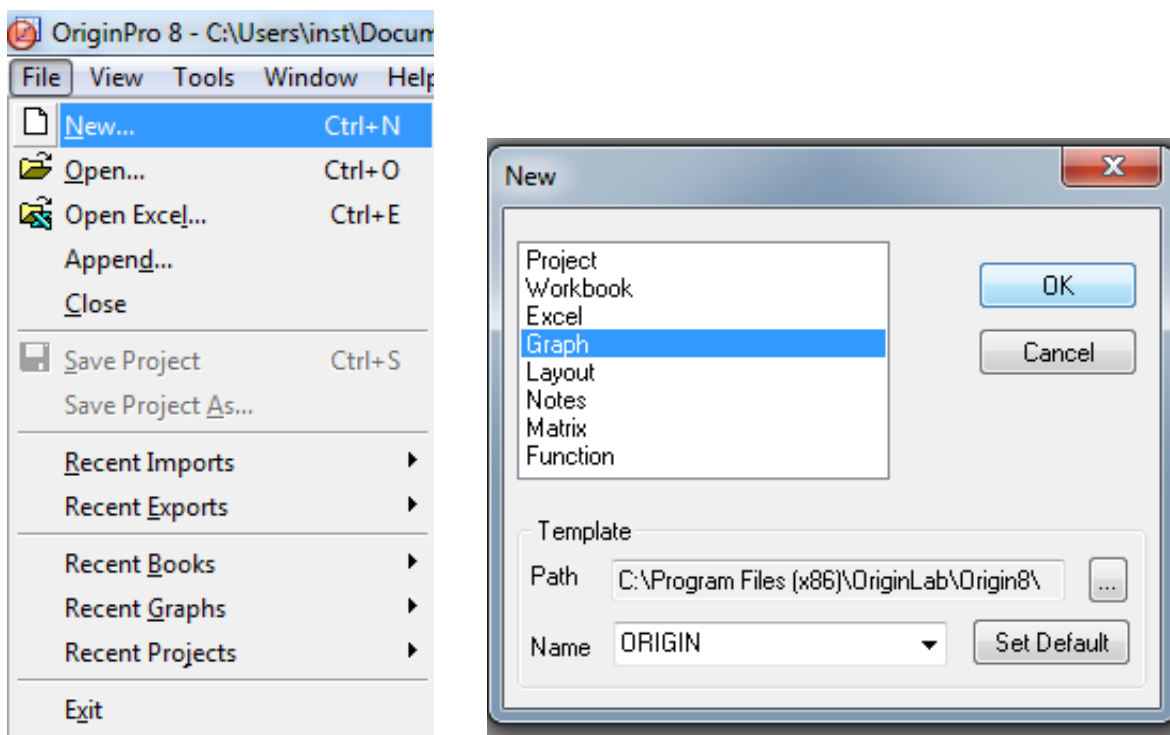 OriginPro 8 - C:\Users\inst\Docum
File View Tools Window Help
New... Ctrl+N
Open... Ctrl+O
Open Excel... Ctrl+E
Append...
Close
Save Project Ctrl+S
Save Project As...
Recent Imports
Recent Exports
Recent Books
Recent Graphs
Recent Projects
Exit
New
Project
Workbook
Excel
Graph
Layout
Notes
Matrix
Function
OK
Cancel
Template
Path C:\Program Files (x86)\OriginLab\Origin8\ ...
Name ORIGIN Set Default